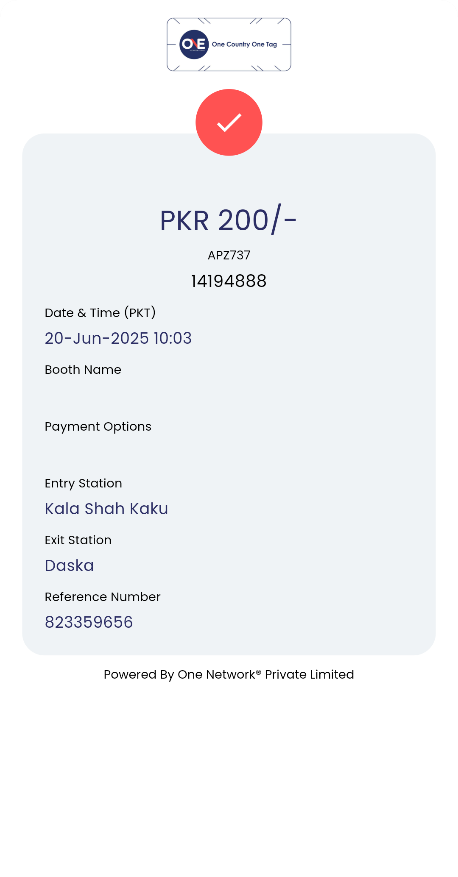 ONE One Country One Tag
PKR 200/-
APZ737
14194888
Date & Time (PKT)
20-Jun-2025 10:03
Booth Name
Payment Options
Entry Station
Kala Shah Kaku
Exit Station
Daska
Reference Number
823359656
Powered By One Network® Private Limited